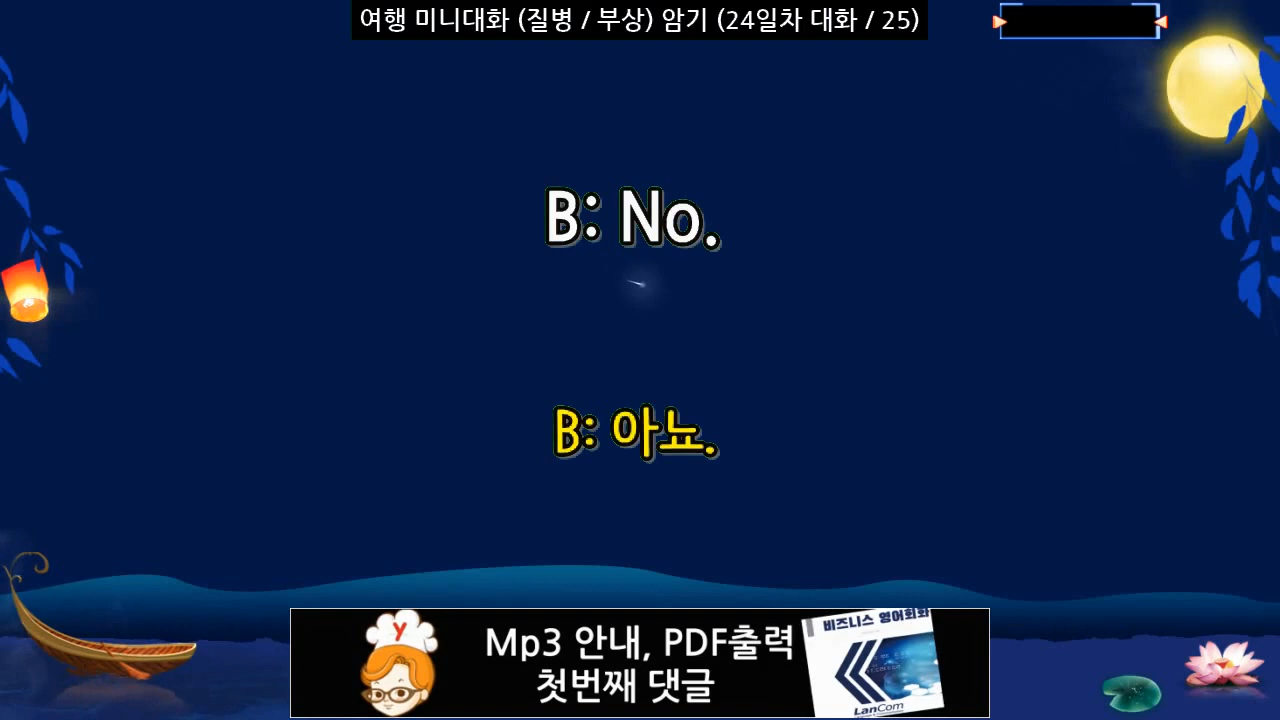 여행 미니대화 (질병 / 부상) 암기 (24일차 대화 / 25)
B: No.
B: 아뇨.
Y
Mp3 안내, PDF출력
첫번째 댓글
비즈니스 영어회화
LanCom